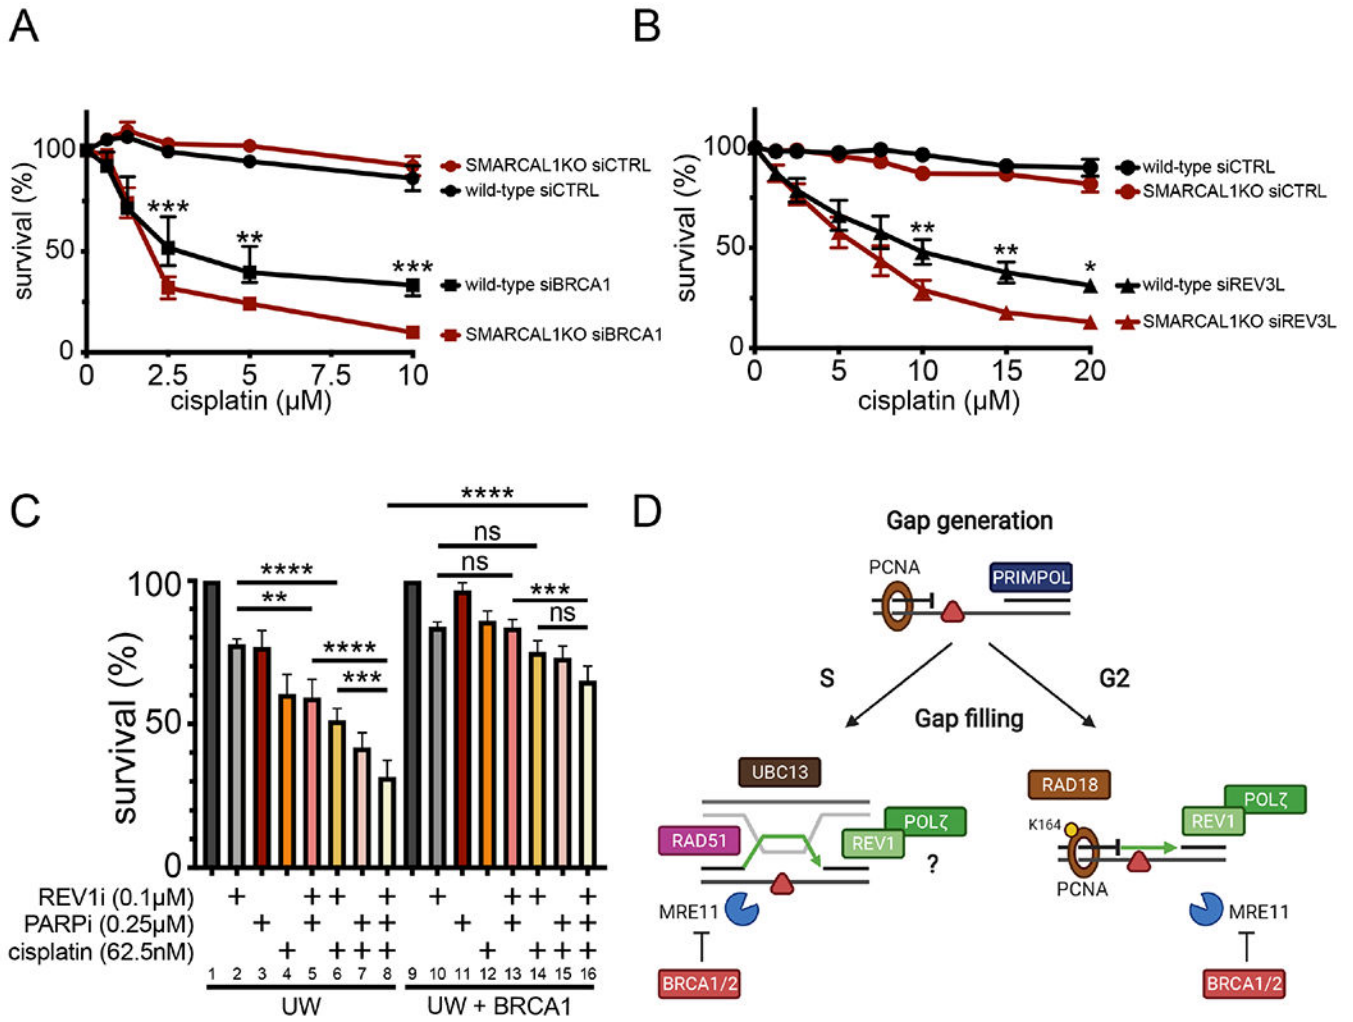 A
100
50
0
survival (%)
***
**
***
SMARCAL1KO siCTRL
wild-type siCTRL
wild-type siBRCA1
SMARCAL1KO siBRCA1
0 2.5 5 7.5 10
cisplatin (µM)
B
100
50
0
survival (%)
**
**
*
wild-type siCTRL
SMARCAL1KO siCTRL
wild-type siREV3L
SMARCAL1KO siREV3L
0 5 10 15 20
cisplatin (µM)
C
****
ns
ns
****
**
***
ns
****
***
100
50
0
survival (%)
REV1i (0.1µM) + + + + + + + +
PARPi (0.25µM) + + + + + + + +
cisplatin (62.5nM) + + + + + + + +
1 2 3 4 5 6 7 8 9 10 11 12 13 14 15 16
UW UW + BRCA1
D
Gap generation
PCNA
PRIMPOL
S G2
Gap filling
UBC13
RAD51
POLζ
REV1
?
MRE11
BRCA1/2
RAD18
POLζ
REV1
K164
PCNA
MRE11
BRCA1/2